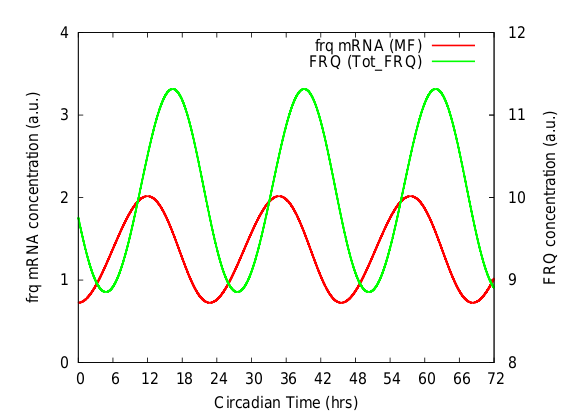 4
3
2
1
0
12
11
10
9
8
frq mRNA (MF)
FRQ (Tot_FRQ)
frq mRNA concentration (a.u.)
FRQ concentration (a.u.)
0 6 12 18 24 30 36 42 48 54 60 66 72
Circadian Time (hrs)